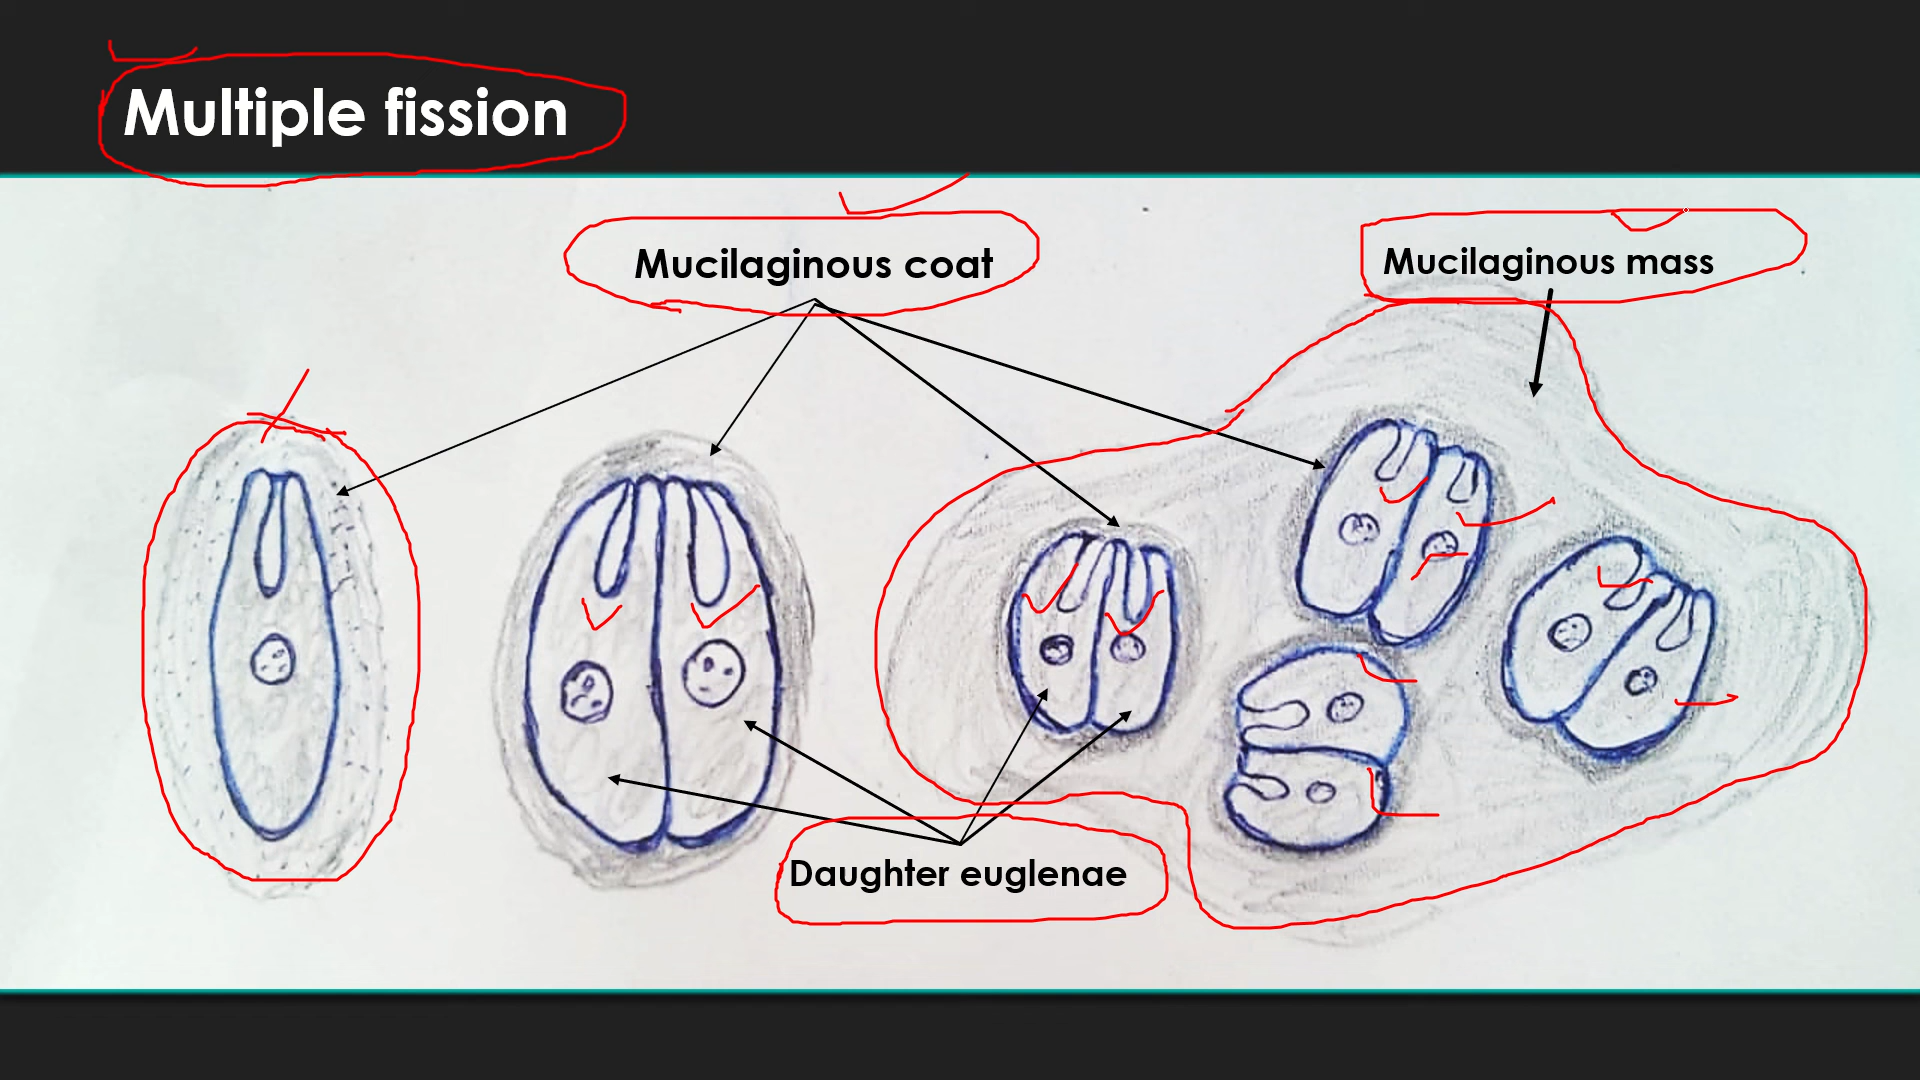 Multiple fission
Mucilaginous coat
Mucilaginous mass
Daughter euglenae